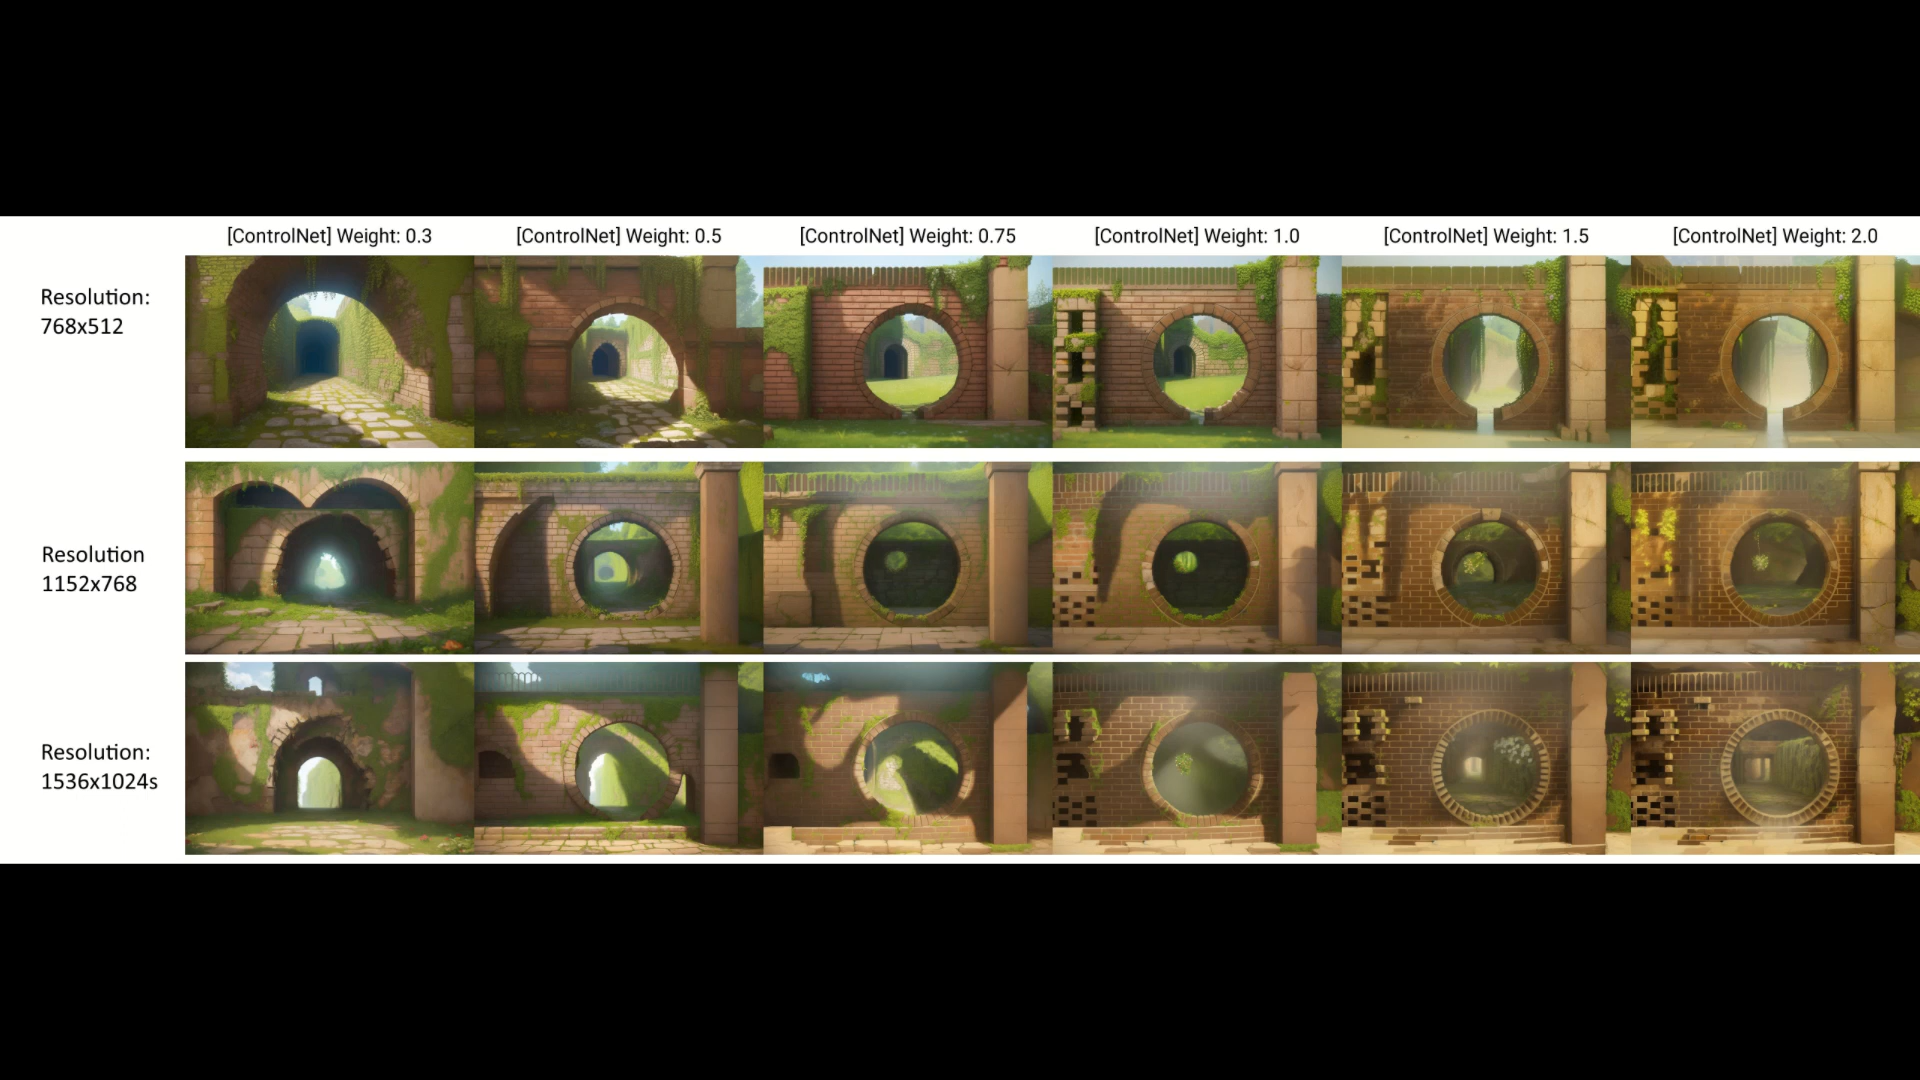 [ControlNet] Weight: 0.3
[ControlNet] Weight: 0.5
[ControlNet] Weight: 0.75
[ControlNet] Weight: 1.0
[ControlNet] Weight: 1.5
[ControlNet] Weight: 2.0
Resolution:
768x512
Resolution
1152x768
Resolution:
1536x1024s